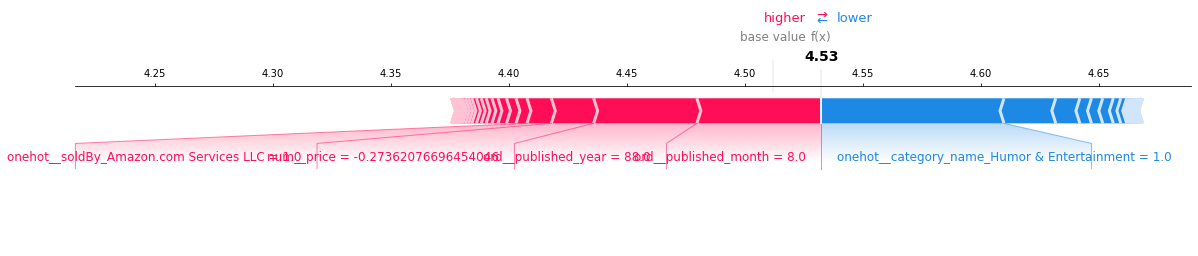 higher ⇄ lower
base value f(x)
4.53
4.25 4.30 4.35 4.40 4.45 4.50 4.55 4.60 4.65
onehot__soldBy_Amazon.com Services LLC = 1.0 num__price = -0.27362076696454046 ord__published_year = 88.0 ord__published_month = 8.0 onehot__category_name_Humor & Entertainment = 1.0